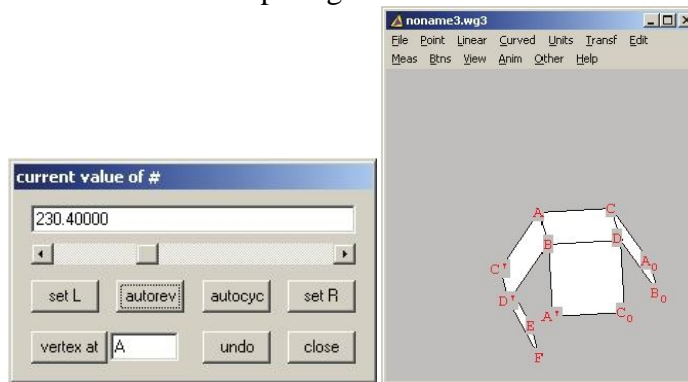 current value of #
230.40000
set L autorev autocyc set R
vertex at A undo close
noname3.wg3
File Point Linear Curved Units Transf Edit
Meas Btns View Anim Other Help
A C
B D
C' A₀
D' B₀
E A' C₀
F